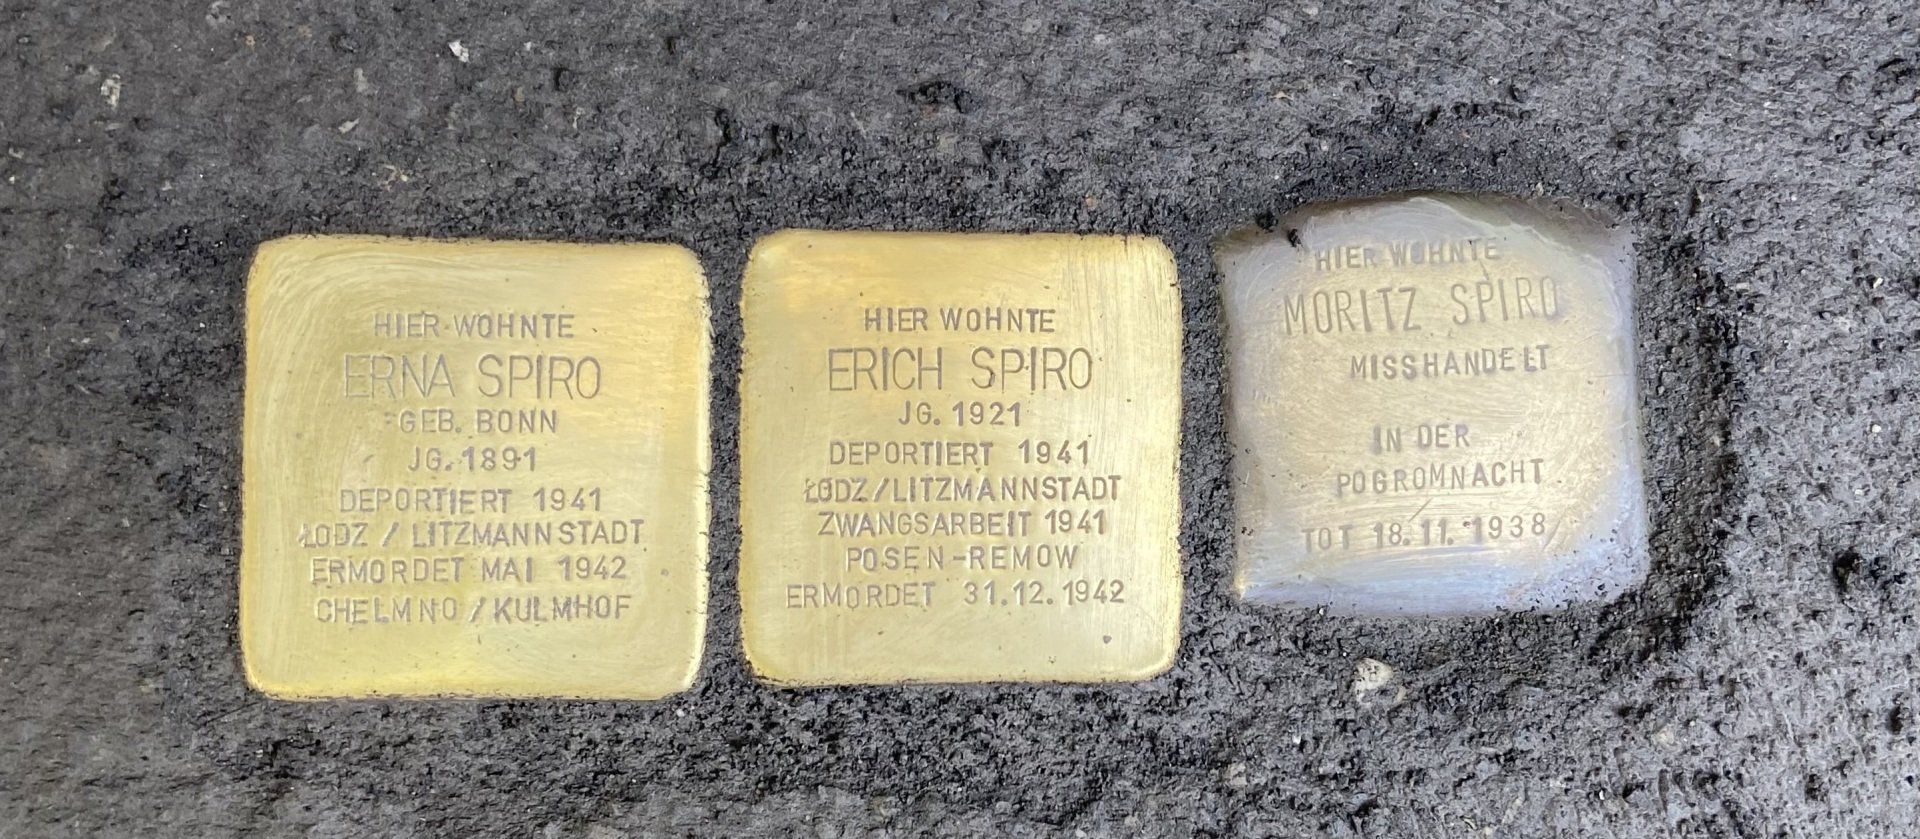 HIER WOHNTE
ERNA SPIRO
GEB. BONN
JG. 1891
DEPORTIERT 1941
ŁODZ / LITZMANNSTADT
ERMORDET MAI 1942
CHELMNO / KULMHOF
HIER WOHNTE
ERICH SPIRO
JG. 1921
DEPORTIERT 1941
ŁODZ / LITZMANNSTADT
ZWANGSARBEIT 1941
POSEN-REMOW
ERMORDET 31.12.1942
HIER WOHNTE
MORITZ SPIRO
MISSHANDELT
IN DER
POGROMNACHT
TOT 18.11.1938